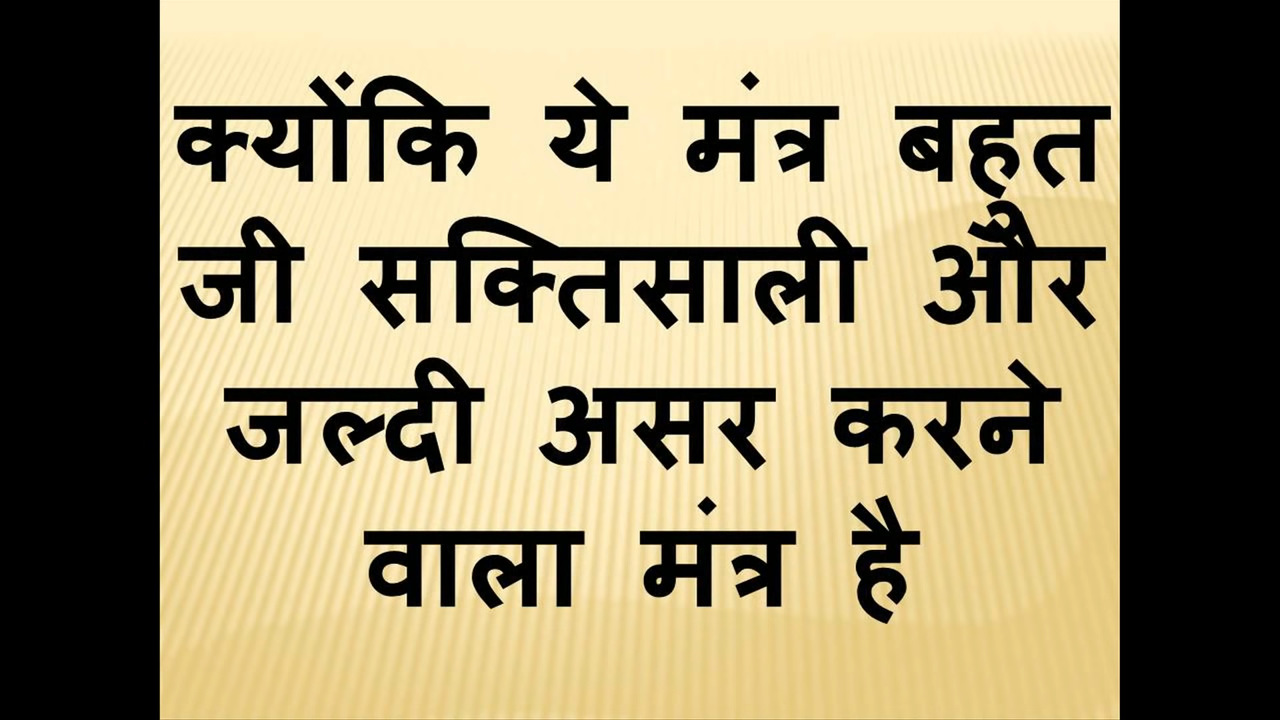 क्योंकि ये मंत्र बहुत
जी सक्तिसाली और
जल्दी असर करने
वाला मंत्र है